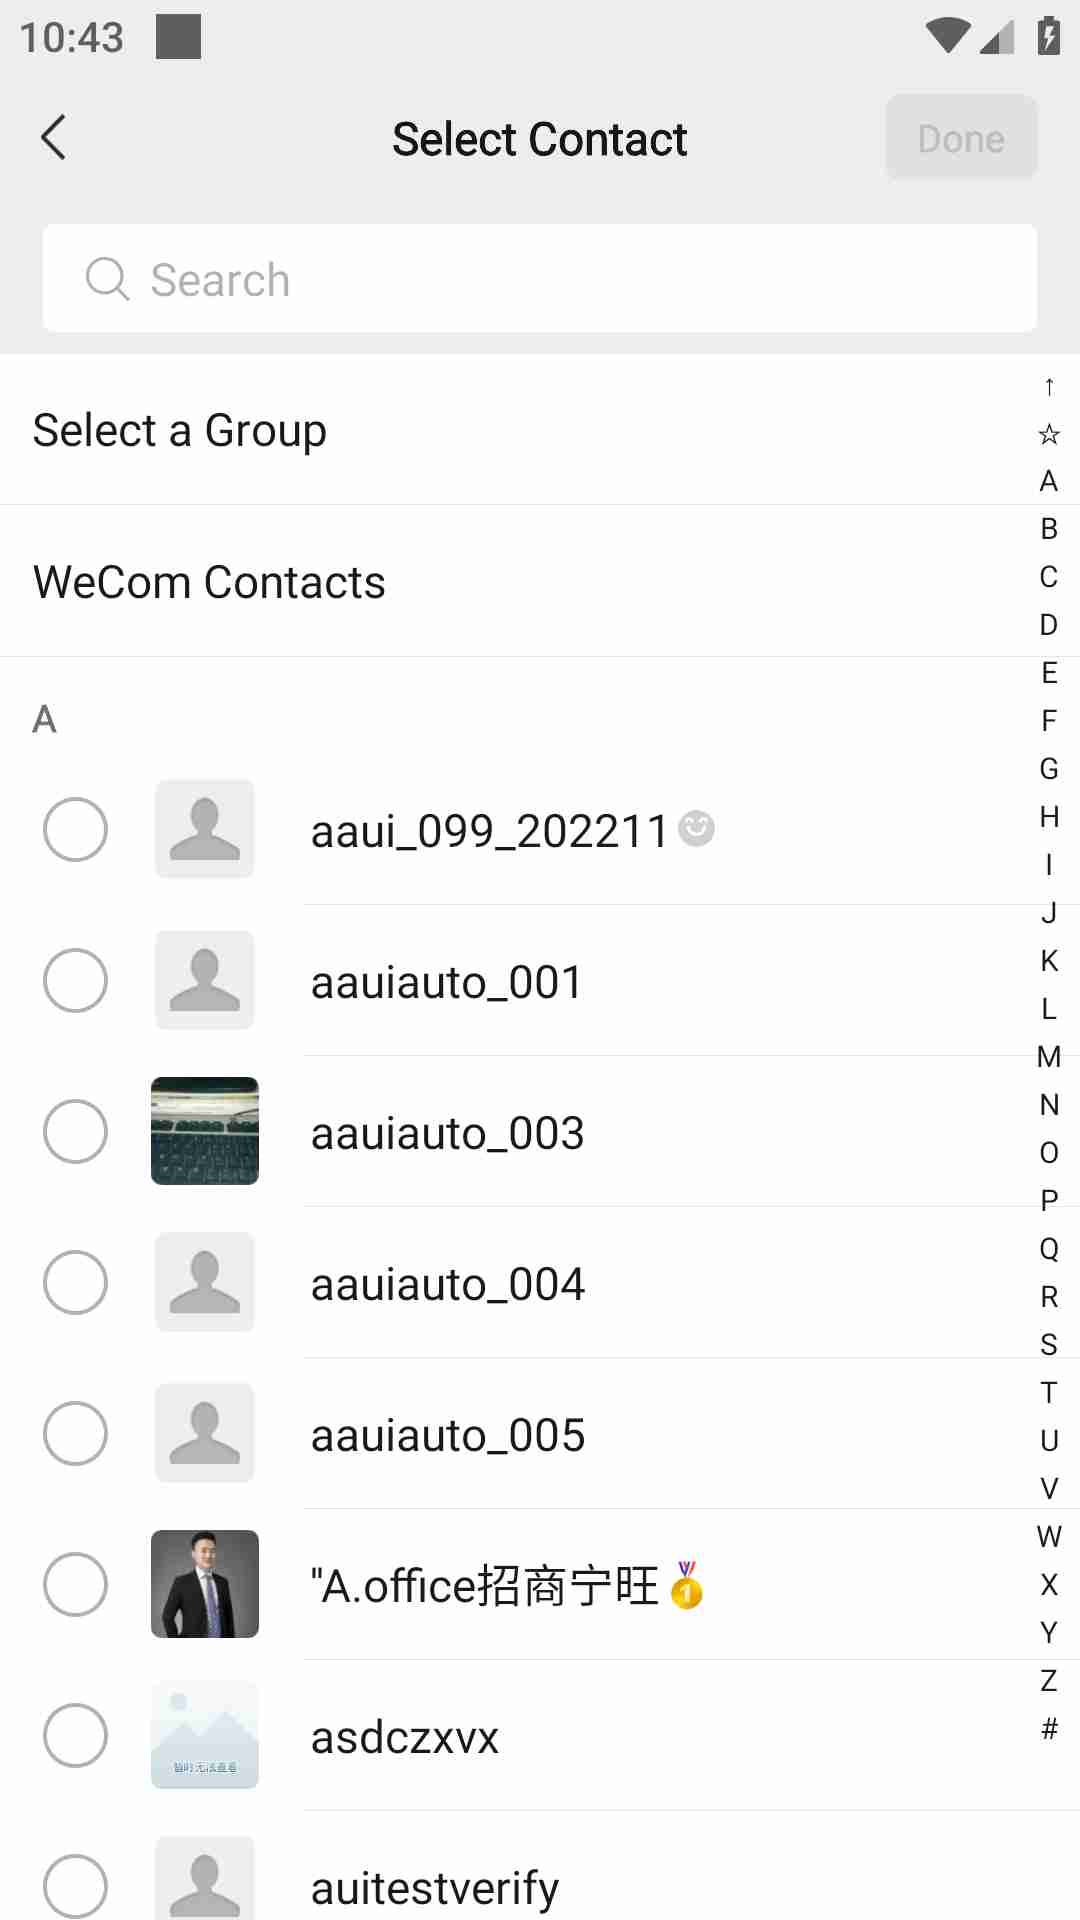 10:43
Select Contact
Done
Search
Select a Group
WeCom Contacts
A
aaui_099_202211
aauiauto_001
aauiauto_003
aauiauto_004
aauiauto_005
"A.office招商宁旺🥇
asdczxvx
暂时无法查看
auitestverify
↑
☆
A
B
C
D
E
F
G
H
I
J
K
L
M
N
O
P
Q
R
S
T
U
V
W
X
Y
Z
#